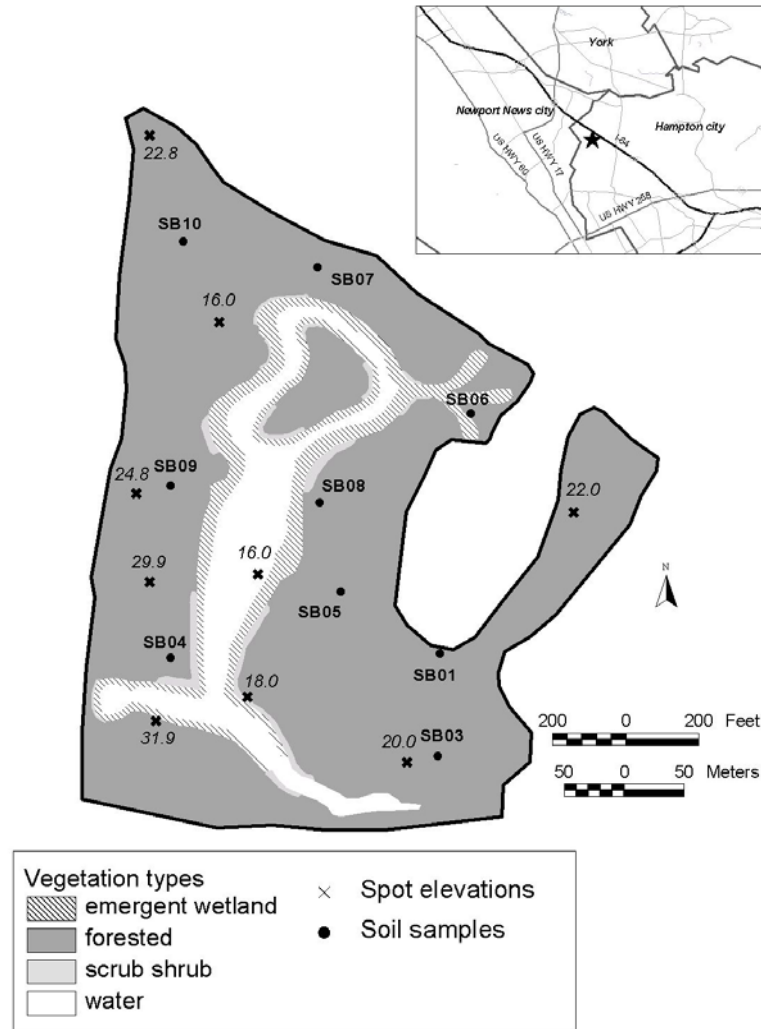 York
Newport News city
Hampton city
I-64
US HWY 60
US HWY 17
US HWY 258
22.8
SB10
SB07
16.0
SB06
24.8
SB09
SB08
22.0
29.9
16.0
SB05
N
SB04
SB01
18.0
31.9
20.0
SB03
200 0 200 Feet
50 0 50 Meters
Vegetation types
emergent wetland
forested
scrub shrub
water
Spot elevations
Soil samples